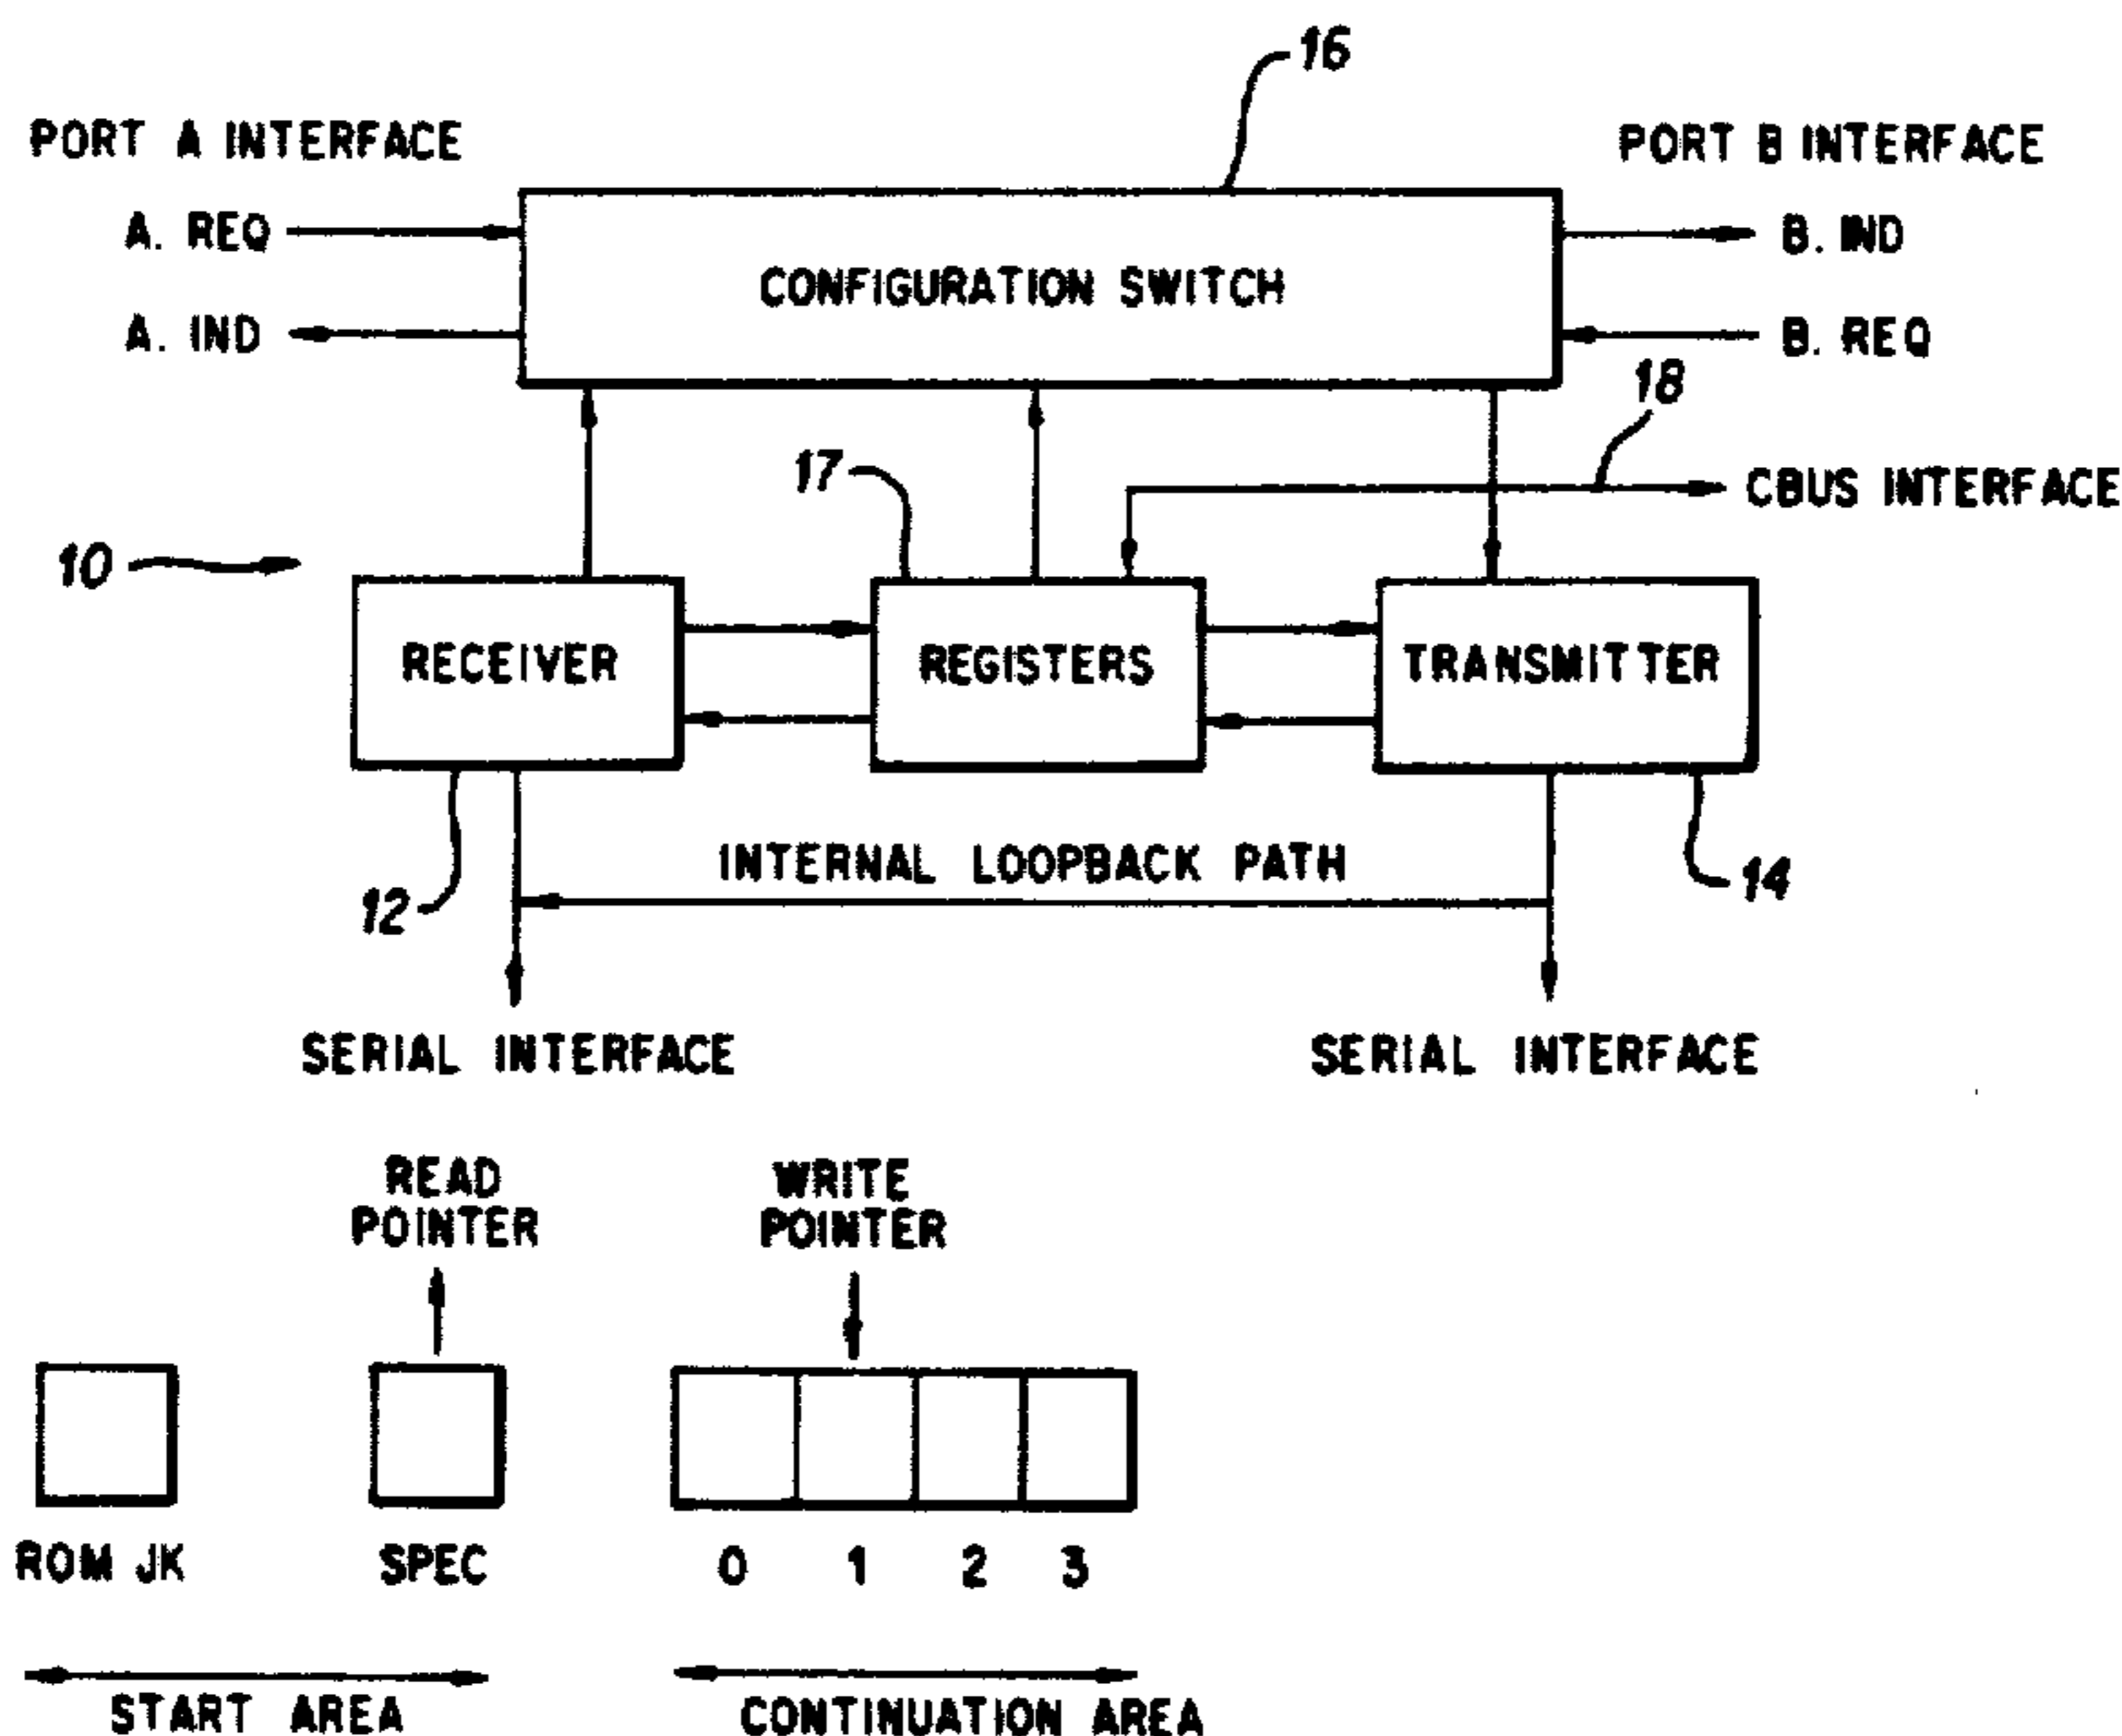 16
PORT A INTERFACE
PORT B INTERFACE
A. REQ
B. IND
CONFIGURATION SWITCH
A. IND
B. REQ
18
17
CBUS INTERFACE
10
RECEIVER
REGISTERS
TRANSMITTER
INTERNAL LOOPBACK PATH
12
14
SERIAL INTERFACE
SERIAL INTERFACE
READ
POINTER
WRITE
POINTER
ROM JK
SPEC
0 1 2 3
START AREA
CONTINUATION AREA